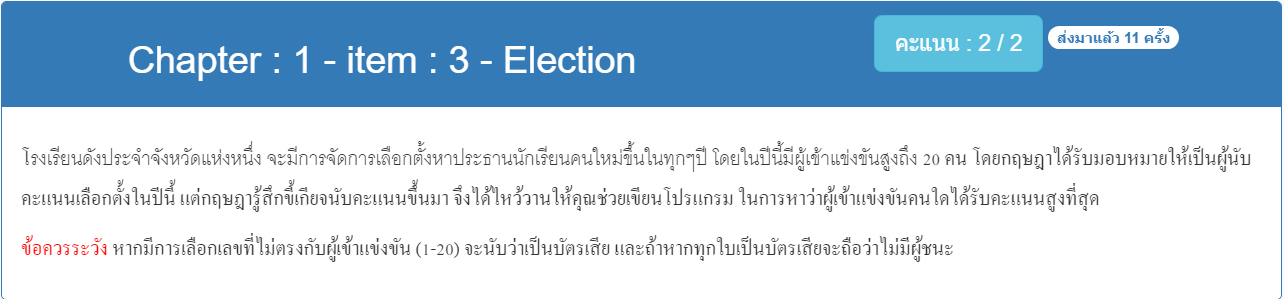 Chapter : 1 - item : 3 - Election
คะแนน : 2 / 2
ส่งมาแล้ว 11 ครั้ง
โรงเรียนดังประจำจังหวัดแห่งหนึ่ง จะมีการจัดการเลือกตั้งหาประธานนักเรียนคนใหม่ขึ้นในทุกๆปี โดยในปีนี้มีผู้เข้าแข่งขันสูงถึง 20 คน โดยกฤษฎาได้รับมอบหมายให้เป็นผู้นับ
คะแนนเลือกตั้งในปีนี้ แต่กฤษฎารู้สึกขี้เกียจนับคะแนนขึ้นมา จึงได้ไหว้วานให้คุณช่วยเขียนโปรแกรม ในการหาว่าผู้เข้าแข่งขันคนใดได้รับคะแนนสูงที่สุด
ข้อควรระวัง หากมีการเลือกเลขที่ไม่ตรงกับผู้เข้าแข่งขัน (1-20) จะนับว่าเป็นบัตรเสีย และถ้าหากทุกใบเป็นบัตรเสียจะถือว่าไม่มีผู้ชนะ